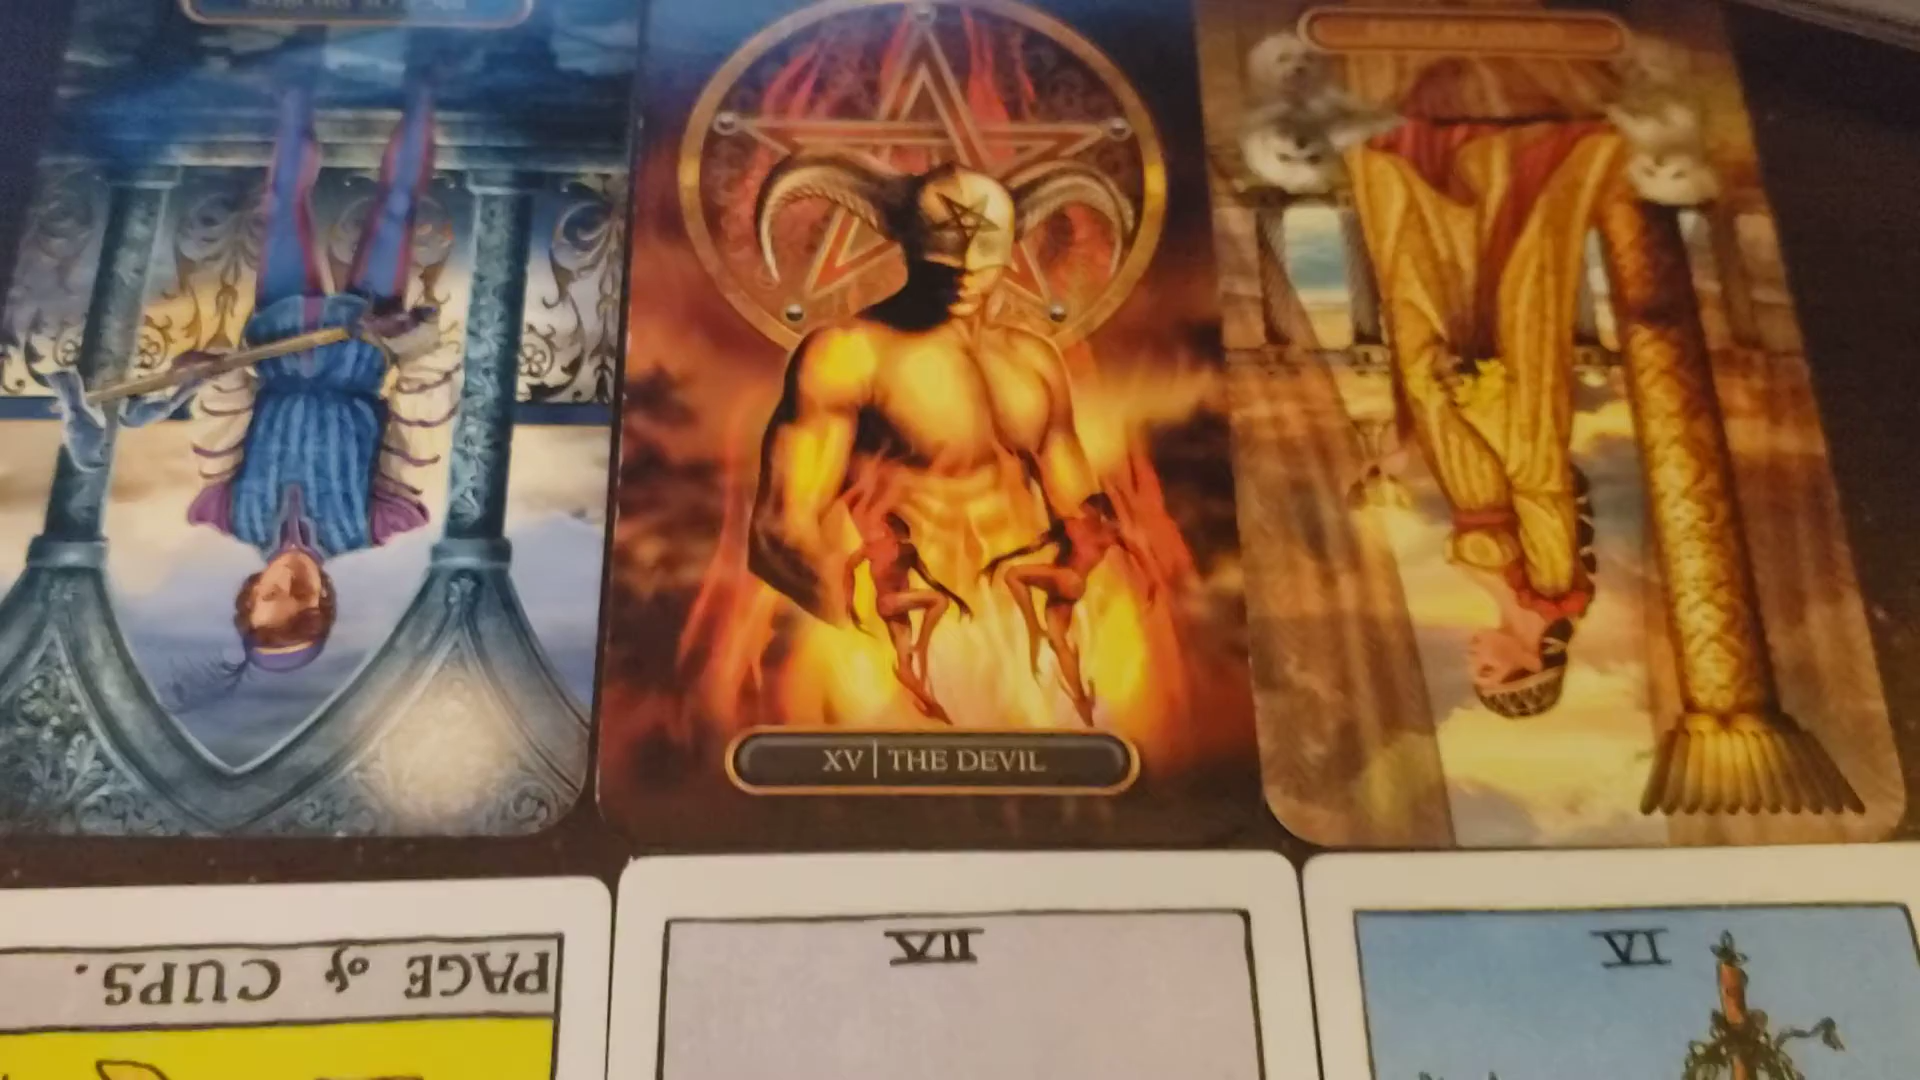 XV | THE DEVIL
PAGE of CUPS.
VII
VI